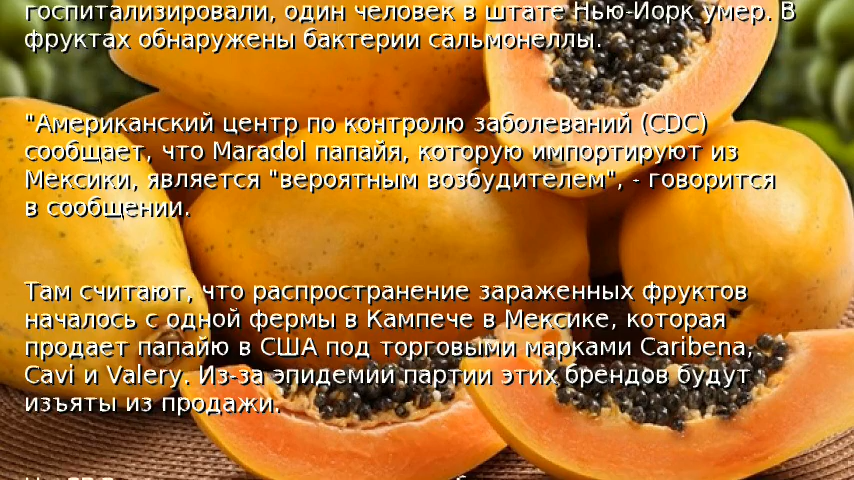 госпитализировали, один человек в штате Нью-Йорк умер. В
фруктах обнаружены бактерии сальмонеллы.
"Американский центр по контролю заболеваний (CDC)
сообщает, что Maradol папайя, которую импортируют из
Мексики, является "вероятным возбудителем", - говорится
в сообщении.
Там считают, что распространение зараженных фруктов
началось с одной фермы в Кампече в Мексике, которая
продает папайю в США под торговыми марками Caribena,
Cavi и Valery. Из-за эпидемии партии этих брендов будут
изъяты из продажи.